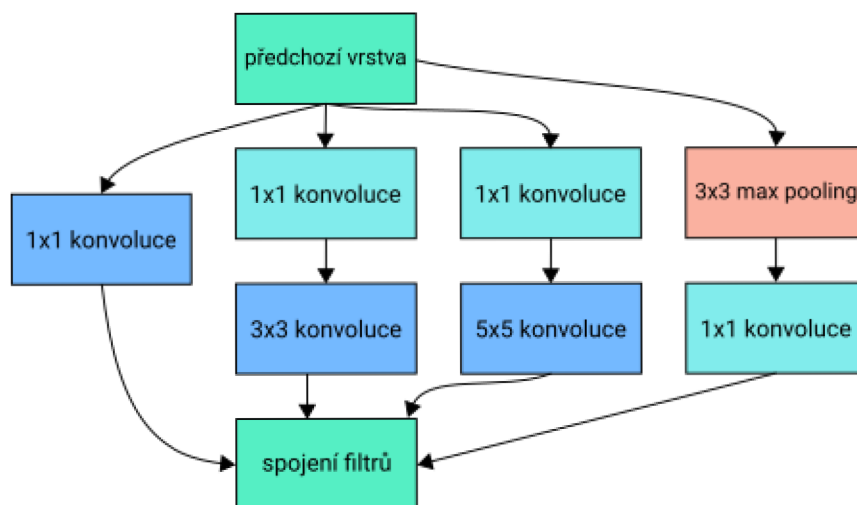 předchozí vrstva
1x1 konvoluce
1x1 konvoluce
1x1 konvoluce
3x3 max pooling
3x3 konvoluce
5x5 konvoluce
1x1 konvoluce
spojení filtrů